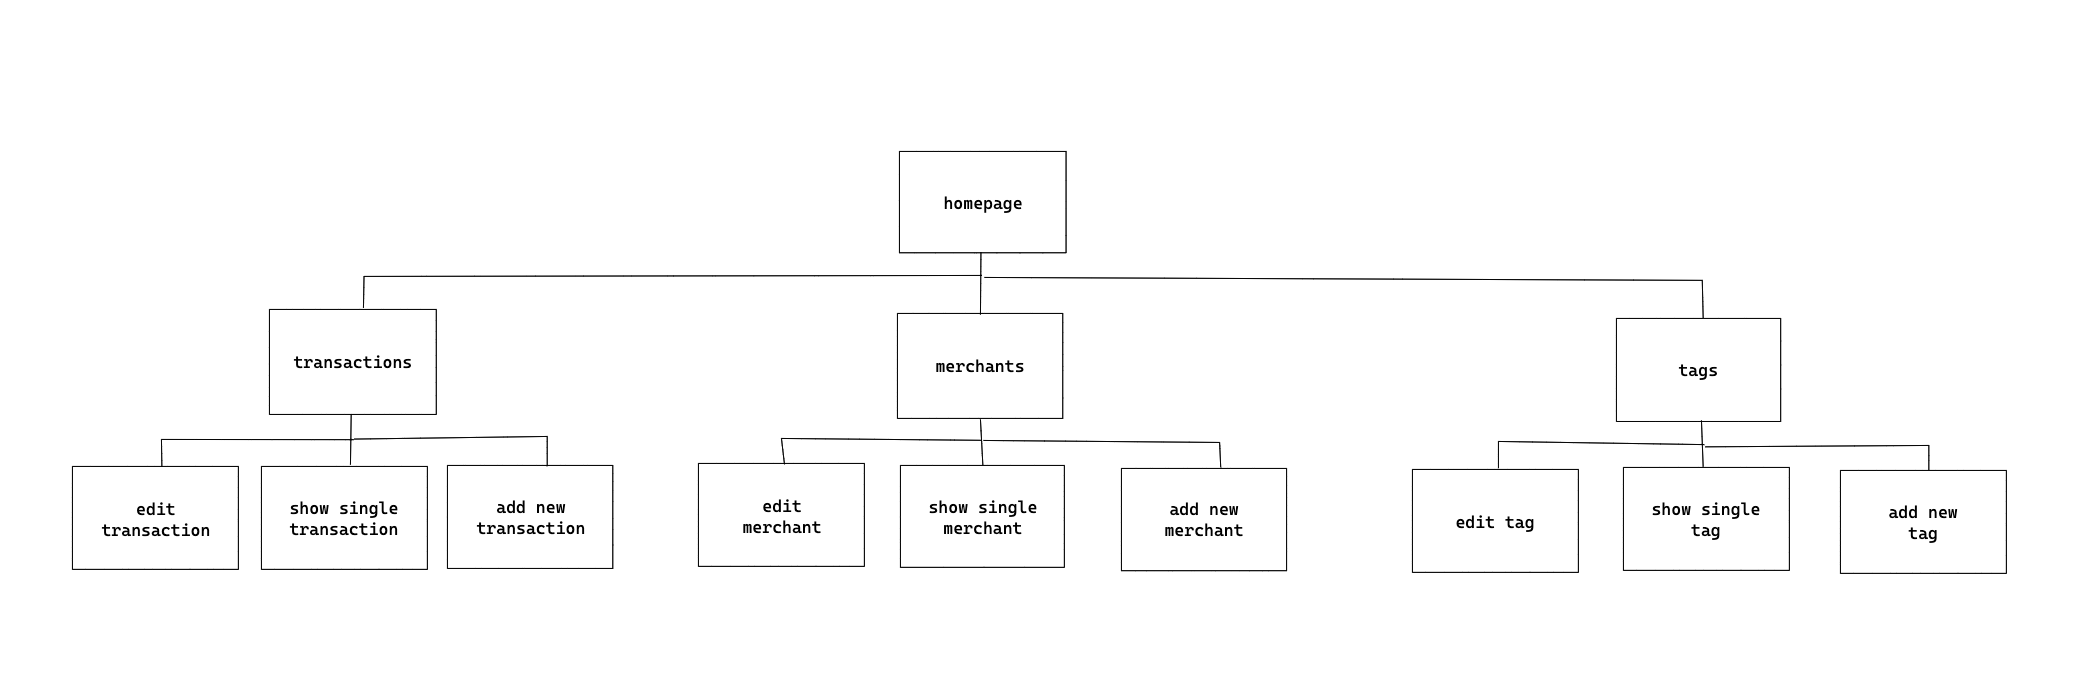 homepage
transactions
merchants
tags
edit
transaction
show single
transaction
add new
transaction
edit
merchant
show single
merchant
add new
merchant
edit tag
show single
tag
add new
tag